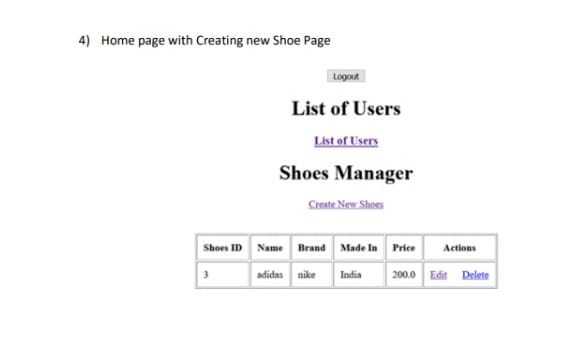 4) Home page with Creating new Shoe Page
Logout
List of Users
List of Users
Shoes Manager
Create New Shoes
Shoes ID Name Brand Made In Price Actions
3 adidas nike India 200.0 Edit Delete